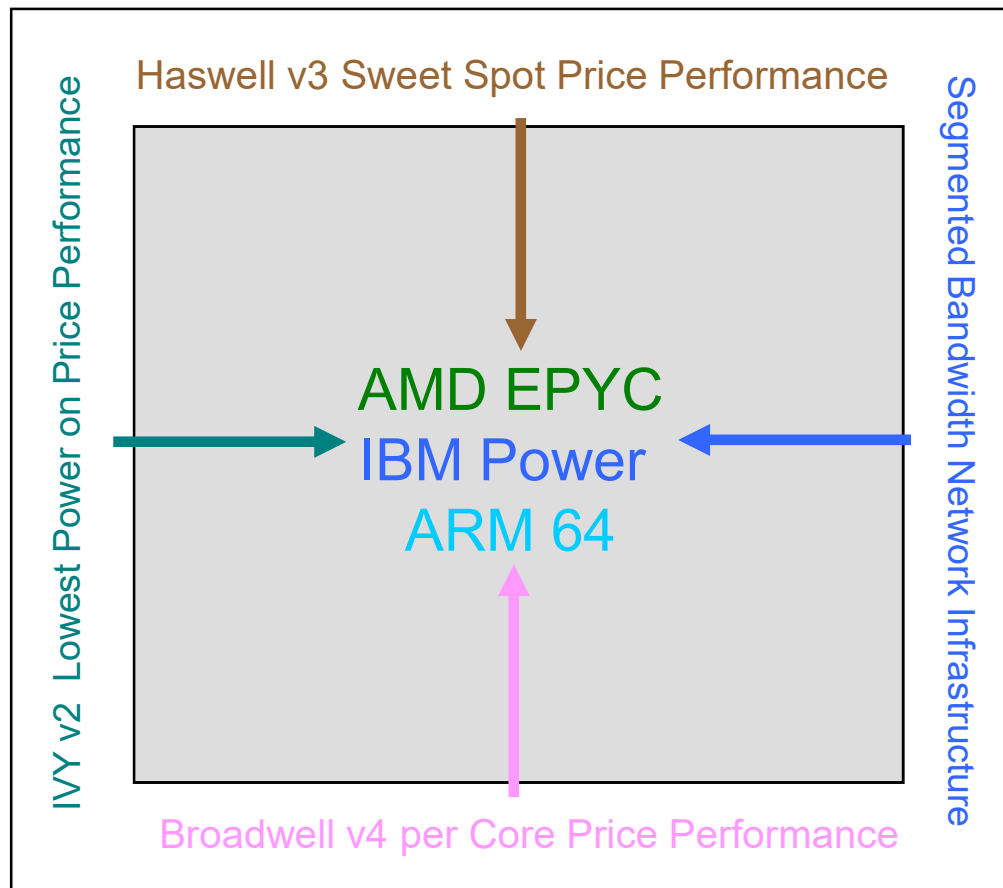 Haswell v3 Sweet Spot Price Performance
IVY v2  Lowest Power on Price Performance
Segmented Bandwidth Network Infrastructure
AMD EPYC
IBM Power
ARM 64
Broadwell v4 per Core Price Performance